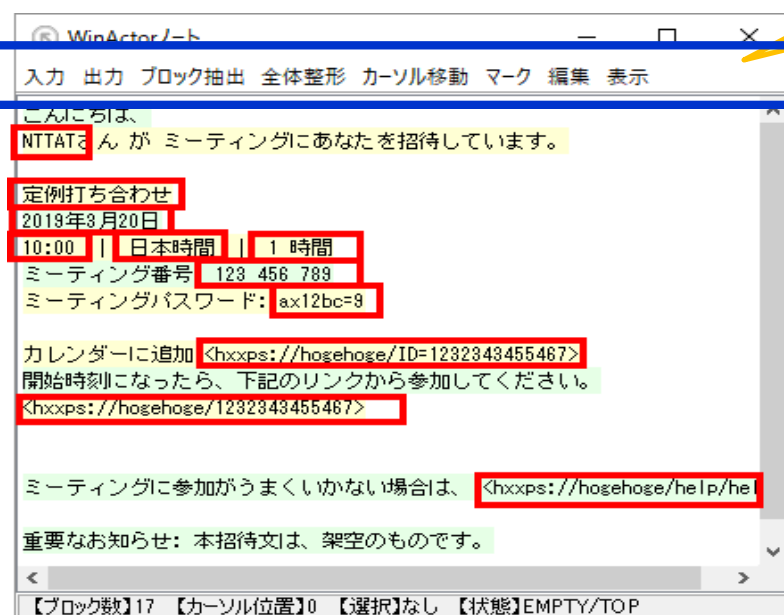 WinActorノート
入力 出力 ブロック抽出 全体整形 カーソル移動 マーク 編集 表示
こんにちは、
NTTATさん が ミーティングにあなたを招待しています。
定例打ち合わせ
2019年3月20日
10:00 | 日本時間 | 1 時間
ミーティング番号 123 456 789
ミーティングパスワード: ax12bc=9
カレンダーに追加 <hxxps://hogehoge/ID=1232343455467>
開始時刻になったら、下記のリンクから参加してください。
<hxxps://hogehoge/1232343455467>
ミーティングに参加がうまくいかない場合は、 <hxxps://hogehoge/help/hel
重要なお知らせ: 本招待文は、架空のものです。
【ブロック数】17 【カーソル位置】0 【選択】なし 【状態】EMPTY/TOP